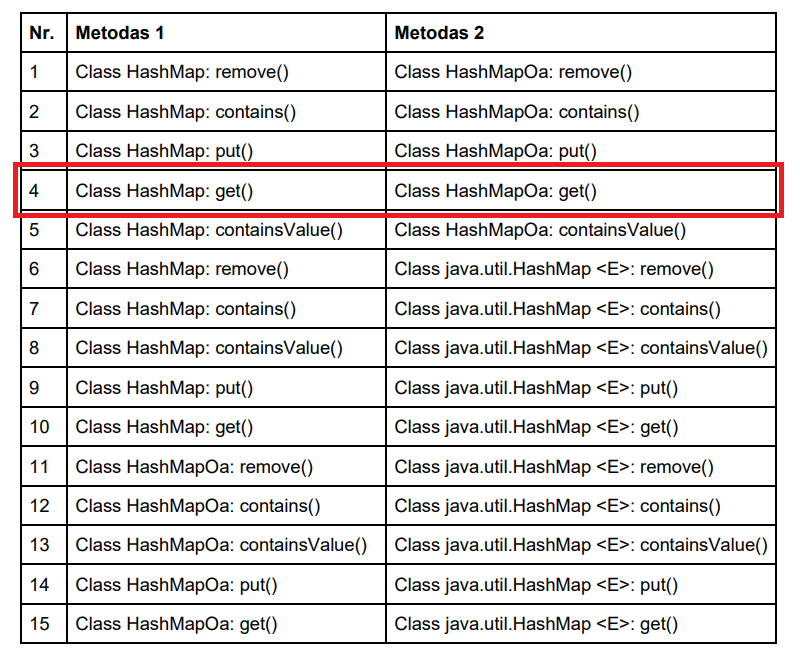 Nr. Metodas 1 Metodas 2
1 Class HashMap: remove() Class HashMapOa: remove()
2 Class HashMap: contains() Class HashMapOa: contains()
3 Class HashMap: put() Class HashMapOa: put()
4 Class HashMap: get() Class HashMapOa: get()
5 Class HashMap: containsValue() Class HashMapOa: containsValue()
6 Class HashMap: remove() Class java.util.HashMap <E>: remove()
7 Class HashMap: contains() Class java.util.HashMap <E>: contains()
8 Class HashMap: containsValue() Class java.util.HashMap <E>: containsValue()
9 Class HashMap: put() Class java.util.HashMap <E>: put()
10 Class HashMap: get() Class java.util.HashMap <E>: get()
11 Class HashMapOa: remove() Class java.util.HashMap <E>: remove()
12 Class HashMapOa: contains() Class java.util.HashMap <E>: contains()
13 Class HashMapOa: containsValue() Class java.util.HashMap <E>: containsValue()
14 Class HashMapOa: put() Class java.util.HashMap <E>: put()
15 Class HashMapOa: get() Class java.util.HashMap <E>: get()